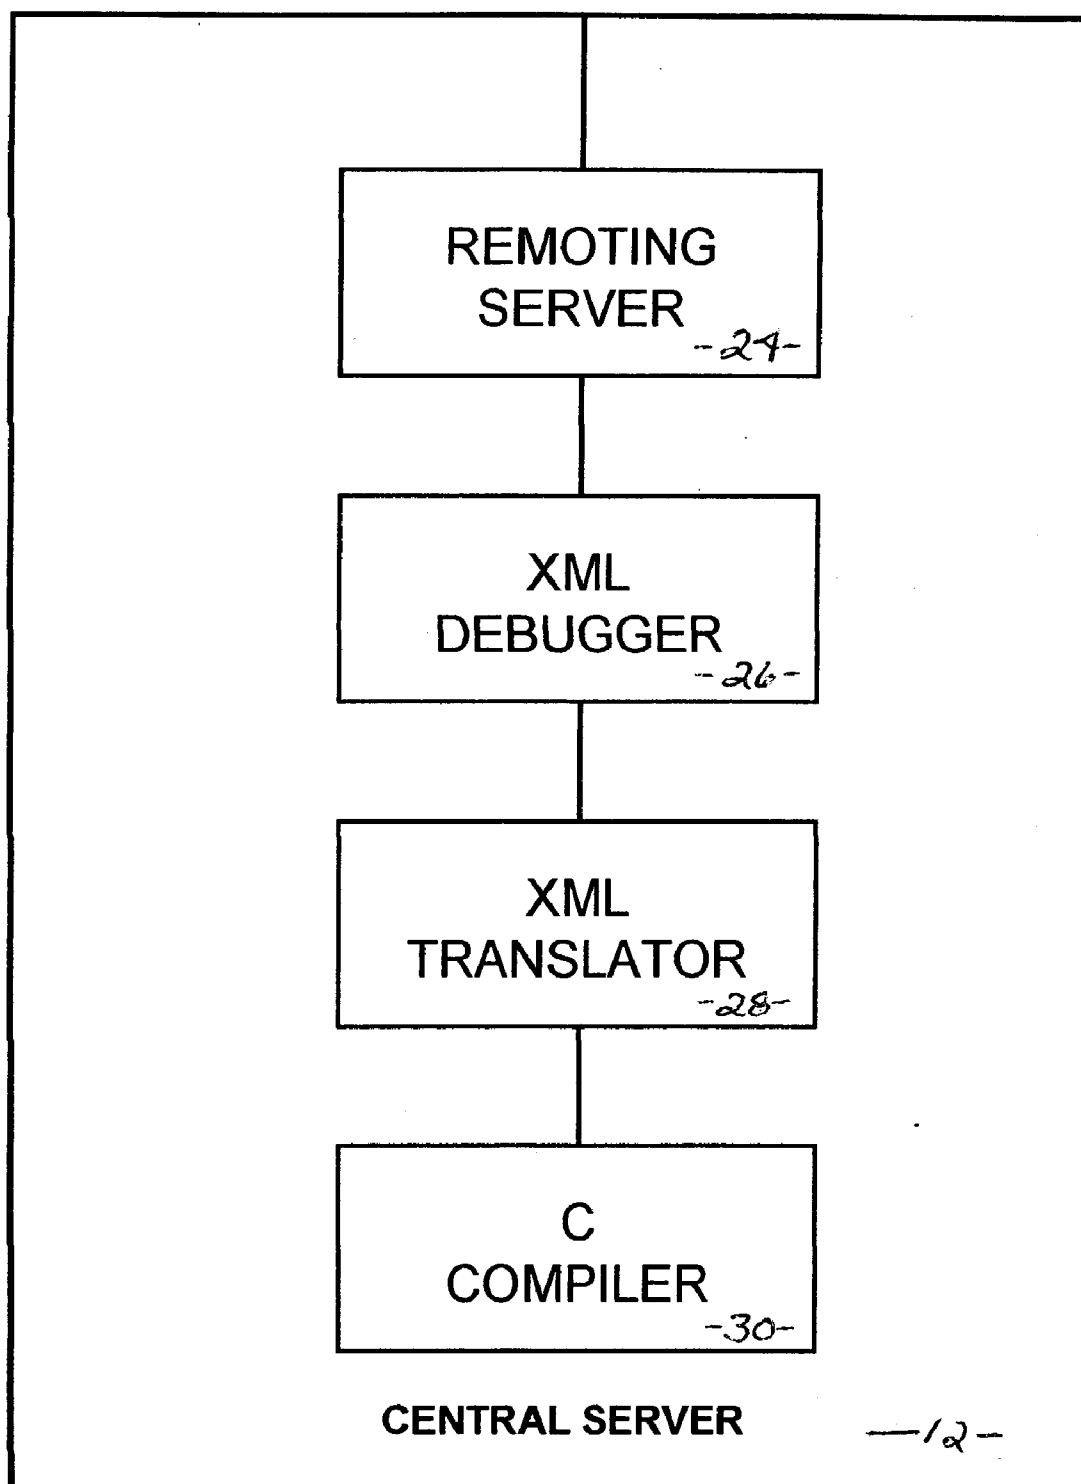 REMOTING
SERVER
-24-
XML
DEBUGGER
-26-
XML
TRANSLATOR
-28-
C
COMPILER
-30-
CENTRAL SERVER
-12-